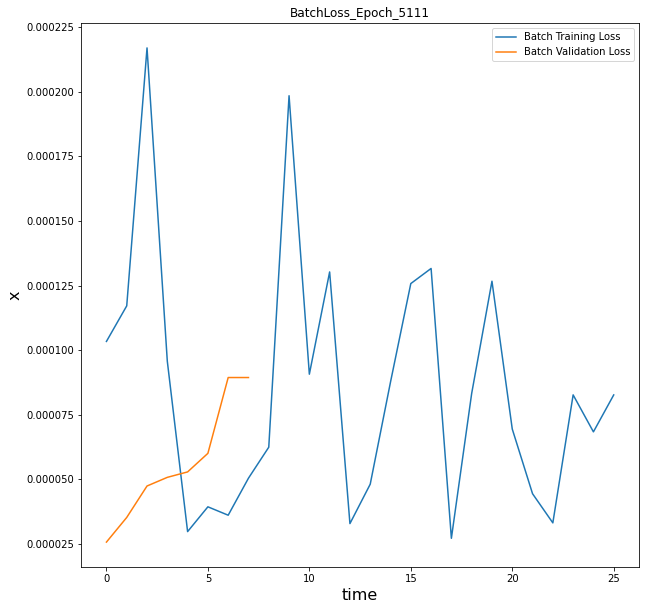 BatchLoss_Epoch_5111
Batch Training Loss
Batch Validation Loss
0.000225
0.000200
0.000175
0.000150
0.000125
0.000100
0.000075
0.000050
0.000025
x
0 5 10 15 20 25
time